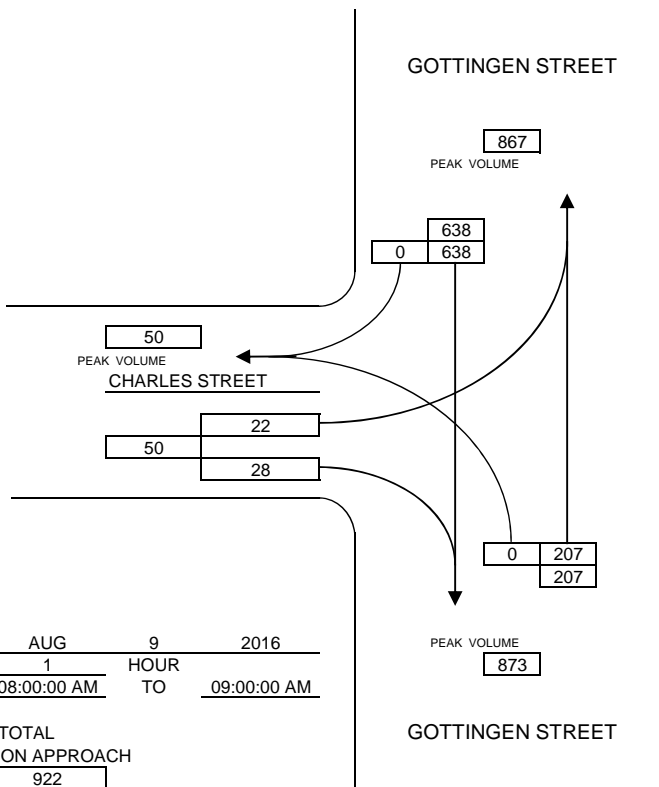 GOTTINGEN STREET
867
PEAK VOLUME
638
0 638
50
PEAK VOLUME
CHARLES STREET
22
50
28
0 207
207
AUG 9 2016
1 HOUR
08:00:00 AM TO 09:00:00 AM
PEAK VOLUME
873
TOTAL
ON APPROACH
922
GOTTINGEN STREET